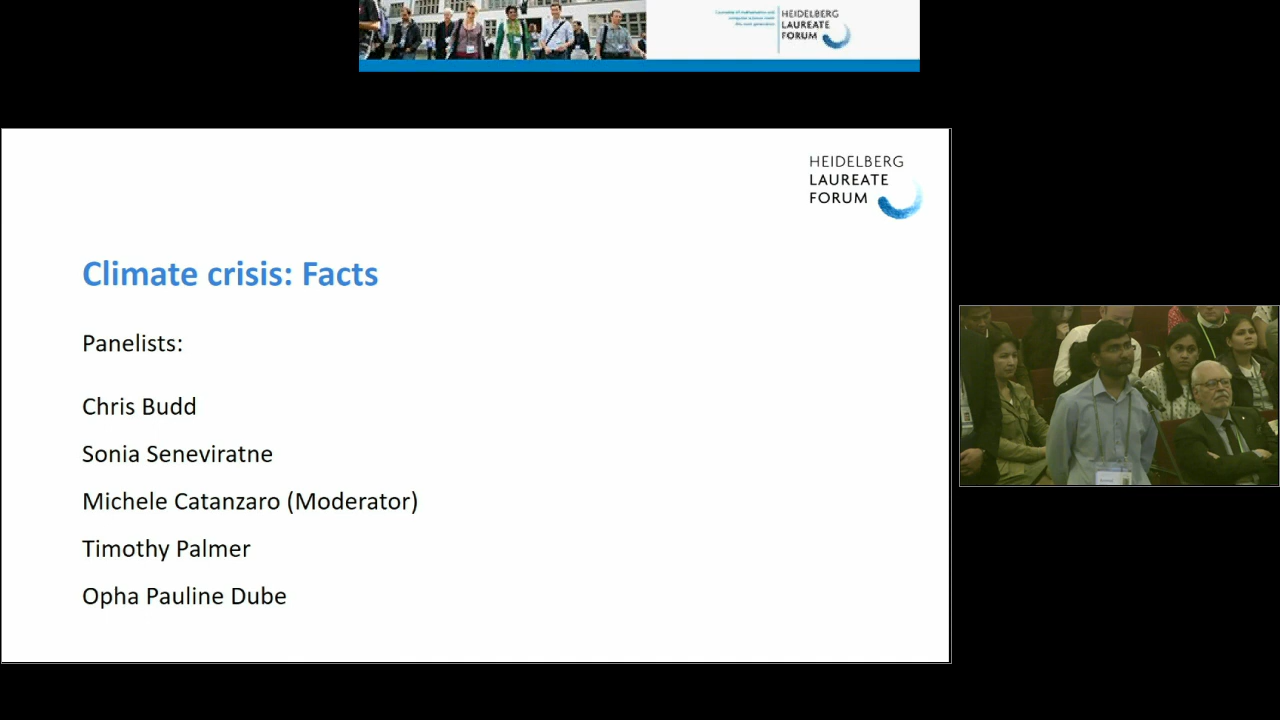 HEIDELBERG
LAUREATE
FORUM
HEIDELBERG
LAUREATE
FORUM
Climate crisis: Facts
Panelists:
Chris Budd
Sonia Seneviratne
Michele Catanzaro (Moderator)
Timothy Palmer
Opha Pauline Dube